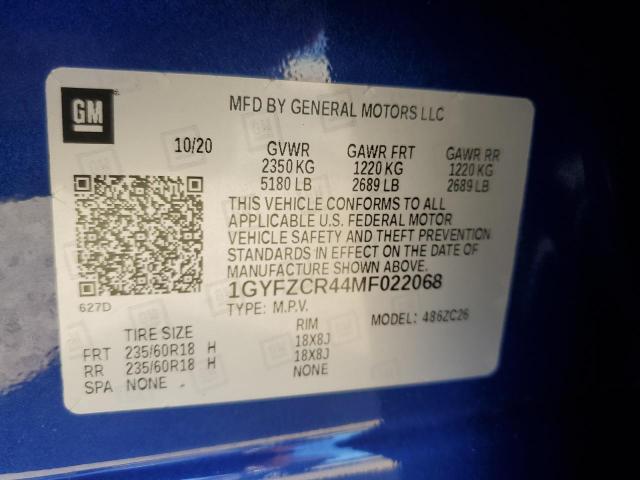 GM
MFD BY GENERAL MOTORS LLC
10/20 GVWR GAWR FRT GAWR RR
2350 KG 1220 KG 1220 KG
5180 LB 2689 LB 2689 LB
THIS VEHICLE CONFORMS TO ALL
APPLICABLE U.S. FEDERAL MOTOR
VEHICLE SAFETY AND THEFT PREVENTION
STANDARDS IN EFFECT ON THE DATE OF
MANUFACTURE SHOWN ABOVE.
1GYFZCR44MF022068
627D
TYPE: M.P.V. MODEL: 486ZC26
TIRE SIZE RIM
FRT 235/60R18 H 18X8J
RR 235/60R18 H 18X8J
SPA NONE NONE